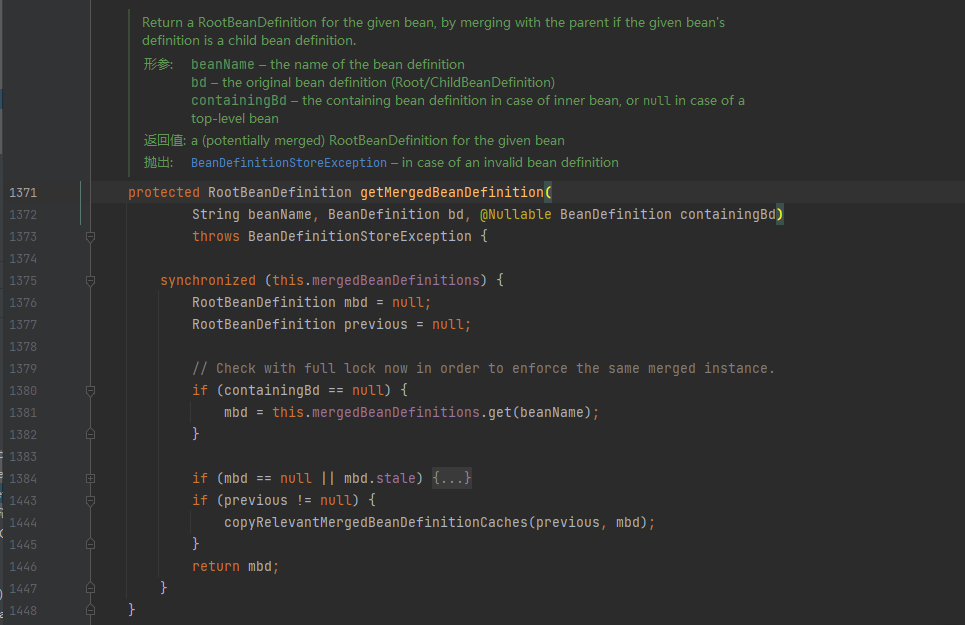 Return a RootBeanDefinition for the given bean, by merging with the parent if the given bean's
definition is a child bean definition.
形参: beanName – the name of the bean definition
bd – the original bean definition (Root/ChildBeanDefinition)
containingBd – the containing bean definition in case of inner bean, or null in case of a
top-level bean
返回值: a (potentially merged) RootBeanDefinition for the given bean
抛出: BeanDefinitionStoreException – in case of an invalid bean definition
1371 protected RootBeanDefinition getMergedBeanDefinition(
1372 String beanName, BeanDefinition bd, @Nullable BeanDefinition containingBd)
1373 throws BeanDefinitionStoreException {
1374
1375 synchronized (this.mergedBeanDefinitions) {
1376 RootBeanDefinition mbd = null;
1377 RootBeanDefinition previous = null;
1378
1379 // Check with full lock now in order to enforce the same merged instance.
1380 if (containingBd == null) {
1381 mbd = this.mergedBeanDefinitions.get(beanName);
1382 }
1383
1384 if (mbd == null || mbd.stale) {...}
1443 if (previous != null) {
1444 copyRelevantMergedBeanDefinitionCaches(previous, mbd);
1445 }
1446 return mbd;
1447 }
1448 }